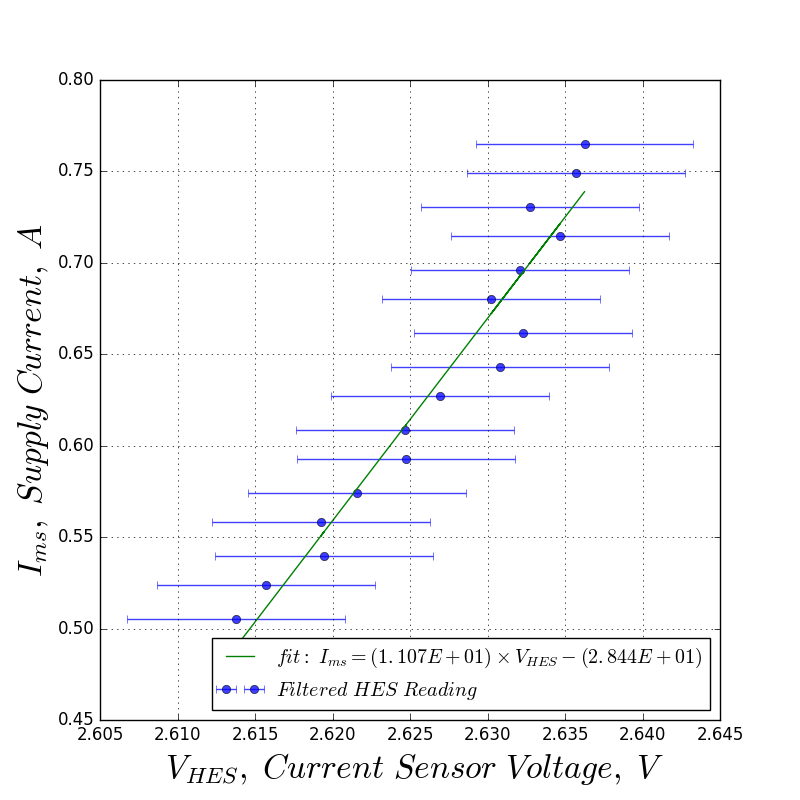 0.80
0.75
0.70
0.65
0.60
0.55
0.50
0.45
I_{ms}, Supply Current, A
fit: I_{ms} = (1.107E+01) × V_{HES} − (2.844E+01)
Filtered HES Reading
2.605 2.610 2.615 2.620 2.625 2.630 2.635 2.640 2.645
V_{HES}, Current Sensor Voltage, V